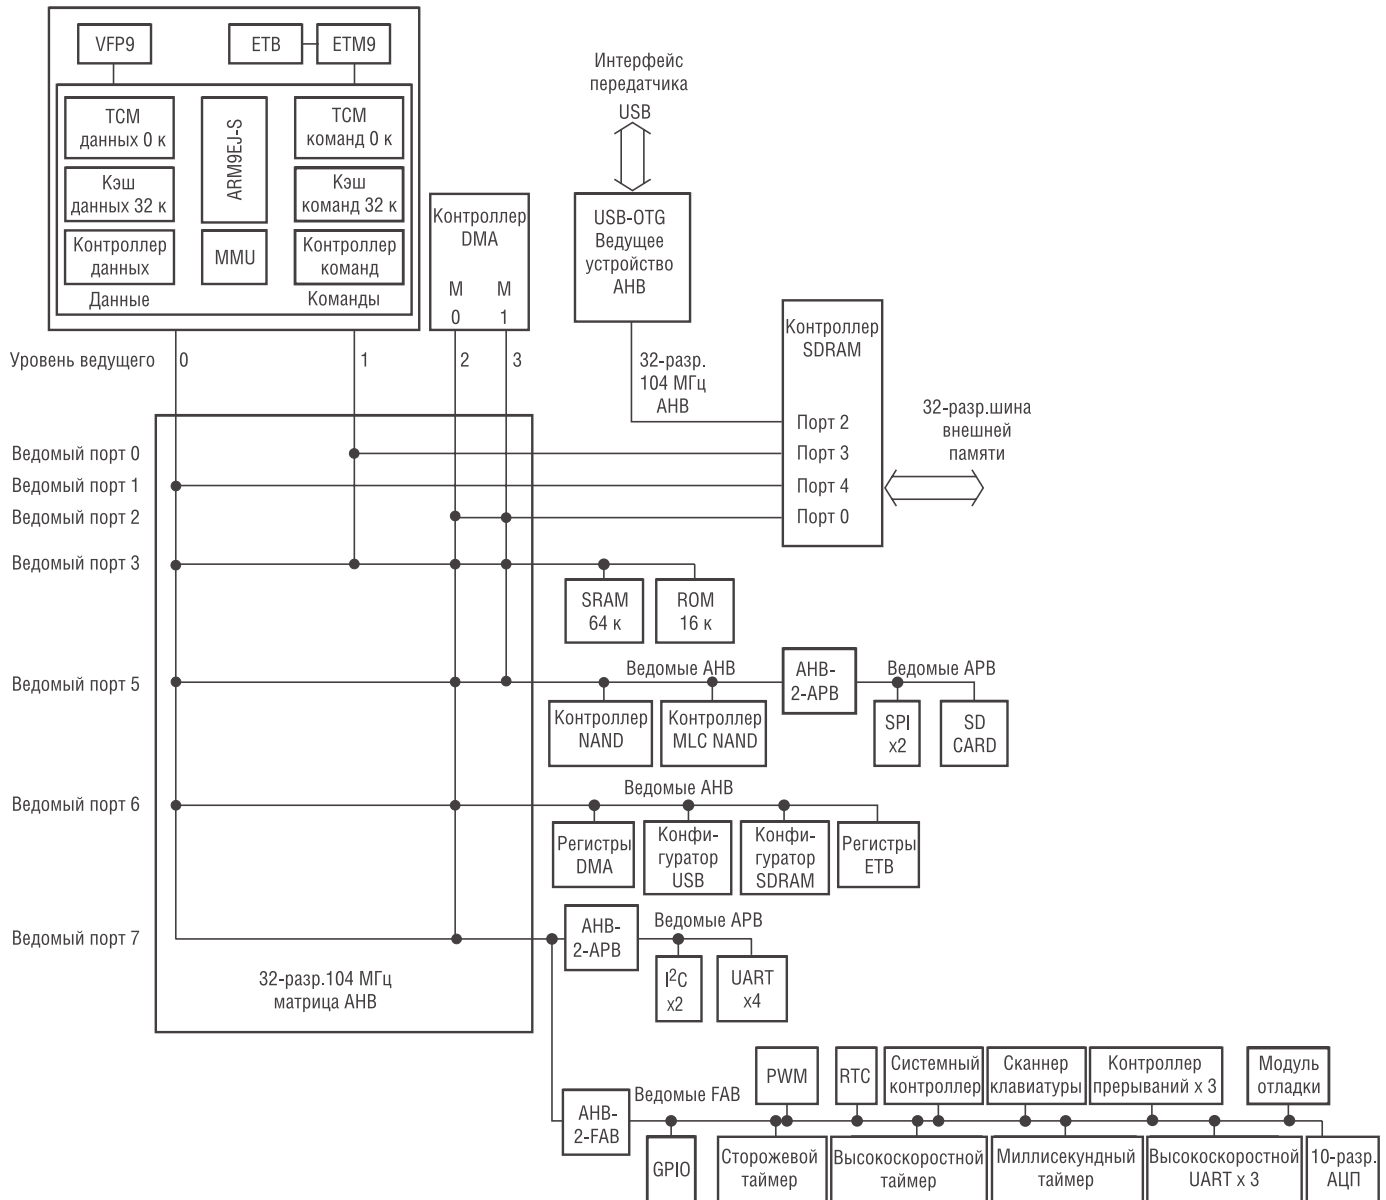 VFP9
ETB
ETM9
TCM
данных 0 к
ARM9EJ-S
TCM
команд 0 к
Кэш
данных 32 к
Кэш
команд 32 к
Контроллер
данных
MMU
Контроллер
команд
Данные
Команды
Контроллер
DMA
M
0
M
1
Интерфейс
передатчика
USB
USB-OTG
Ведущее
устройство
AHB
Контроллер
SDRAM
Порт 2
Порт 3
Порт 4
Порт 0
32-разр.
104 МГц
AHB
32-разр.шина
внешней
памяти
Уровень ведущего
0
1
2
3
Ведомый порт 0
Ведомый порт 1
Ведомый порт 2
Ведомый порт 3
SRAM
64 к
ROM
16 к
Ведомый порт 5
Ведомые AHB
AHB-
2-APB
Ведомые APB
Контроллер
NAND
Контроллер
MLC NAND
SPI
x2
SD
CARD
Ведомый порт 6
Ведомые AHB
Регистры
DMA
Конфи-
гуратор
USB
Конфи-
гуратор
SDRAM
Регистры
ETB
Ведомый порт 7
AHB-
2-APB
Ведомые APB
I²C
x2
UART
x4
32-разр.104 МГц
матрица AHB
AHB-
2-FAB
Ведомые FAB
PWM
RTC
Системный
контроллер
Сканнер
клавиатуры
Контроллер
прерываний x 3
Модуль
отладки
GPIO
Сторожевой
таймер
Высокоскоростной
таймер
Миллисекундный
таймер
Высокоскоростной
UART x 3
10-разр.
АЦП